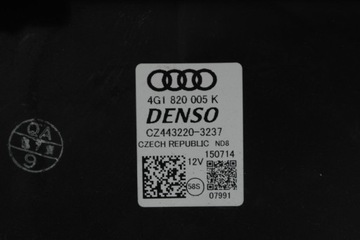 4G1 820 005 K
DENSO
CZ443220-3237
CZECH REPUBLIC ND8
150714
12V
58S
07991
QA
9